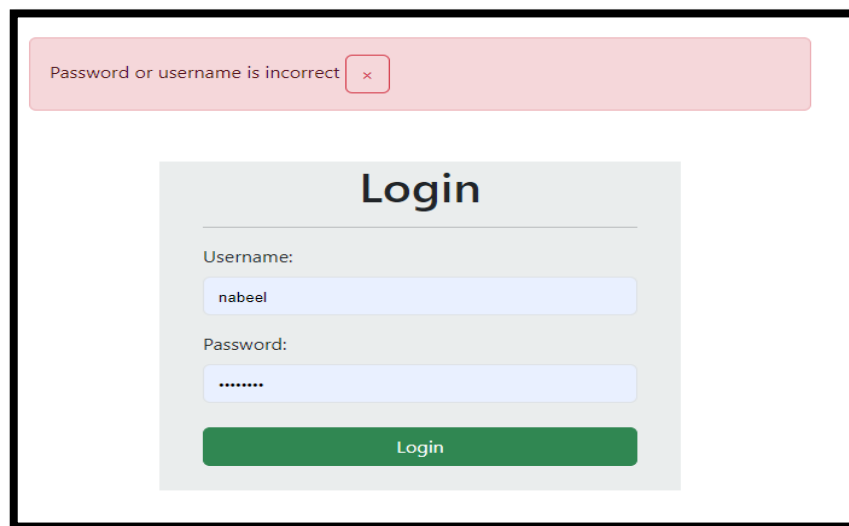 Password or username is incorrect ×
Login
Username:
nabeel
Password:
••••••••
Login